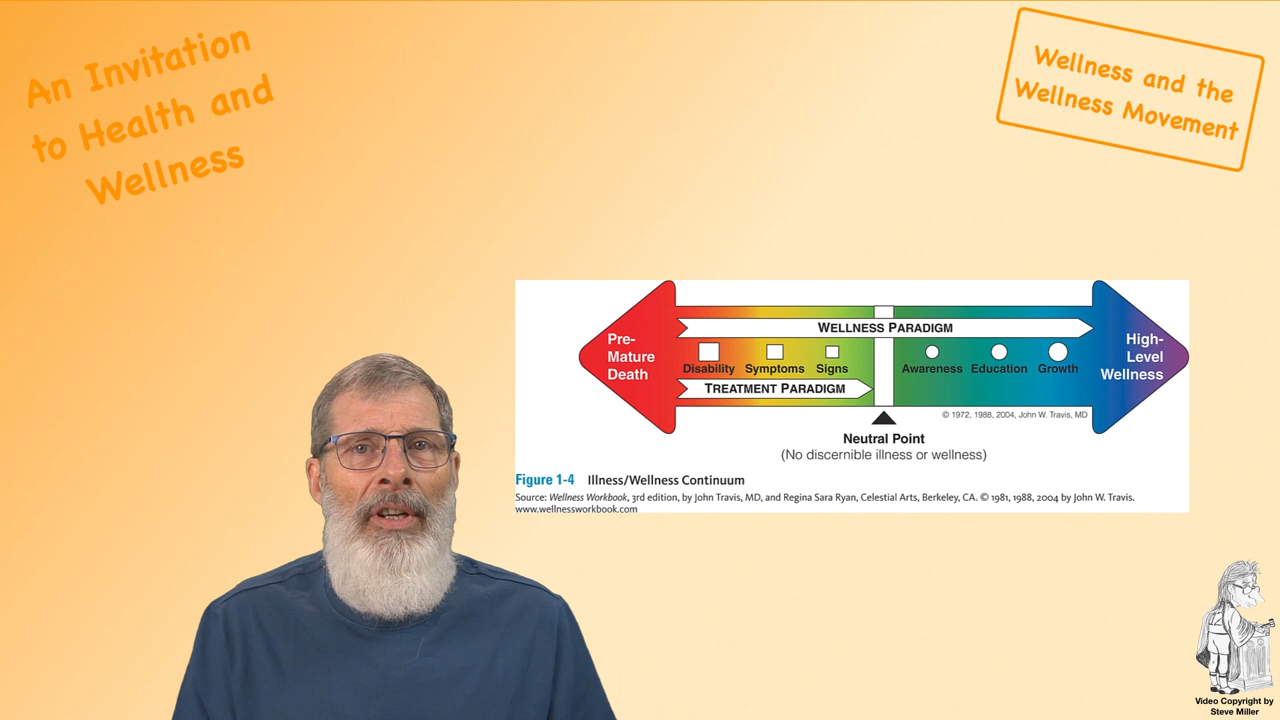 An Invitation
to Health and
Wellness
Wellness and the
Wellness Movement
Pre-
Mature
Death
WELLNESS PARADIGM
High-
Level
Wellness
Disability Symptoms Signs Awareness Education Growth
TREATMENT PARADIGM
© 1972, 1988, 2004, John W. Travis, MD
Neutral Point
(No discernible illness or wellness)
Figure 1-4 Illness/Wellness Continuum
Source: Wellness Workbook, 3rd edition, by John Travis, MD, and Regina Sara Ryan, Celestial Arts, Berkeley, CA. © 1981, 1988, 2004 by John W. Travis.
www.wellnessworkbook.com
Video Copyright by
Steve Miller